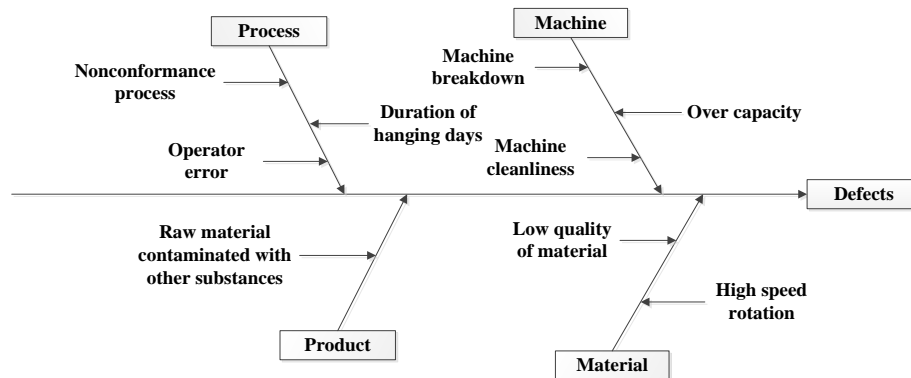 Process
Machine
Nonconformance
process
Machine
breakdown
Duration of
hanging days
Over capacity
Operator
error
Machine
cleanliness
Defects
Raw material
contaminated with
other substances
Low quality
of material
High speed
rotation
Product
Material